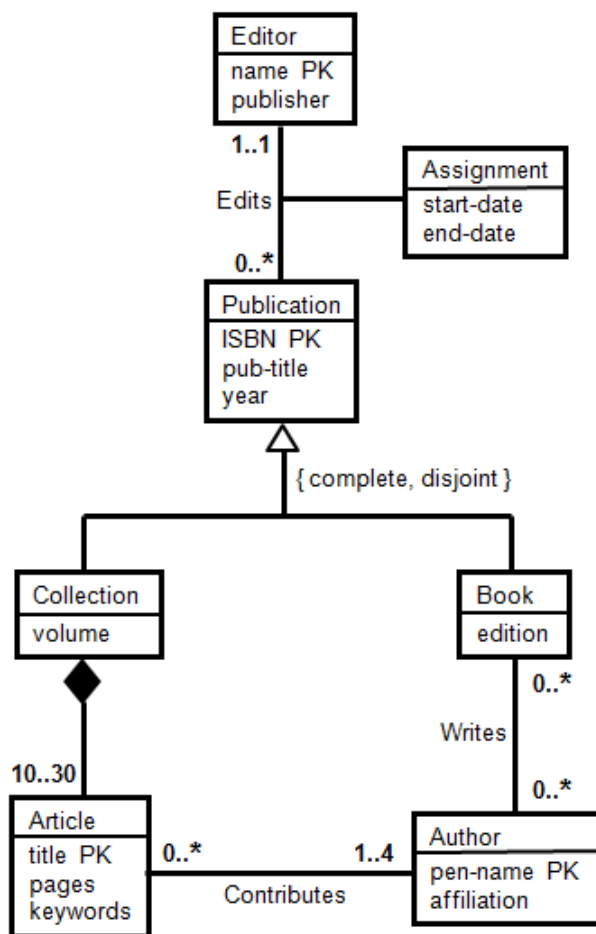 Editor
name PK
publisher
1..1
Assignment
start-date
end-date
Edits
0..*
Publication
ISBN PK
pub-title
year
{ complete, disjoint }
Collection
volume
Book
edition
0..*
Writes
10..30
0..*
Article
title PK
pages
keywords
0..*
1..4
Contributes
Author
pen-name PK
affiliation